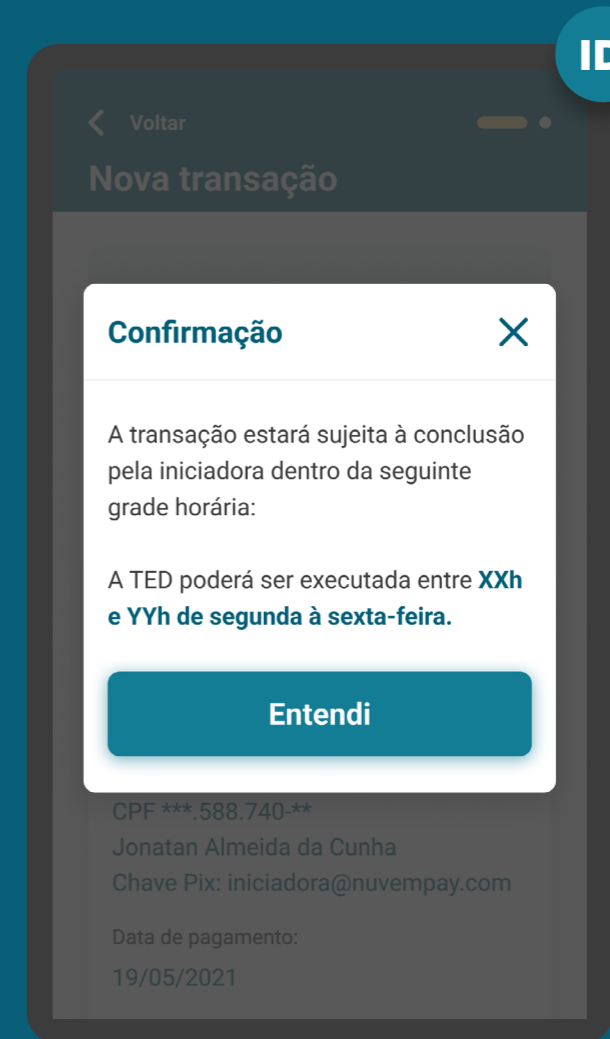 ID
Voltar
Nova transação
Confirmação
A transação estará sujeita à conclusão
pela iniciadora dentro da seguinte
grade horária:
A TED poderá ser executada entre XXh
e YYh de segunda à sexta-feira.
Entendi
CPF ***.588.740-**
Jonatan Almeida da Cunha
Chave Pix: iniciadora@nuvempay.com
Data de pagamento:
19/05/2021